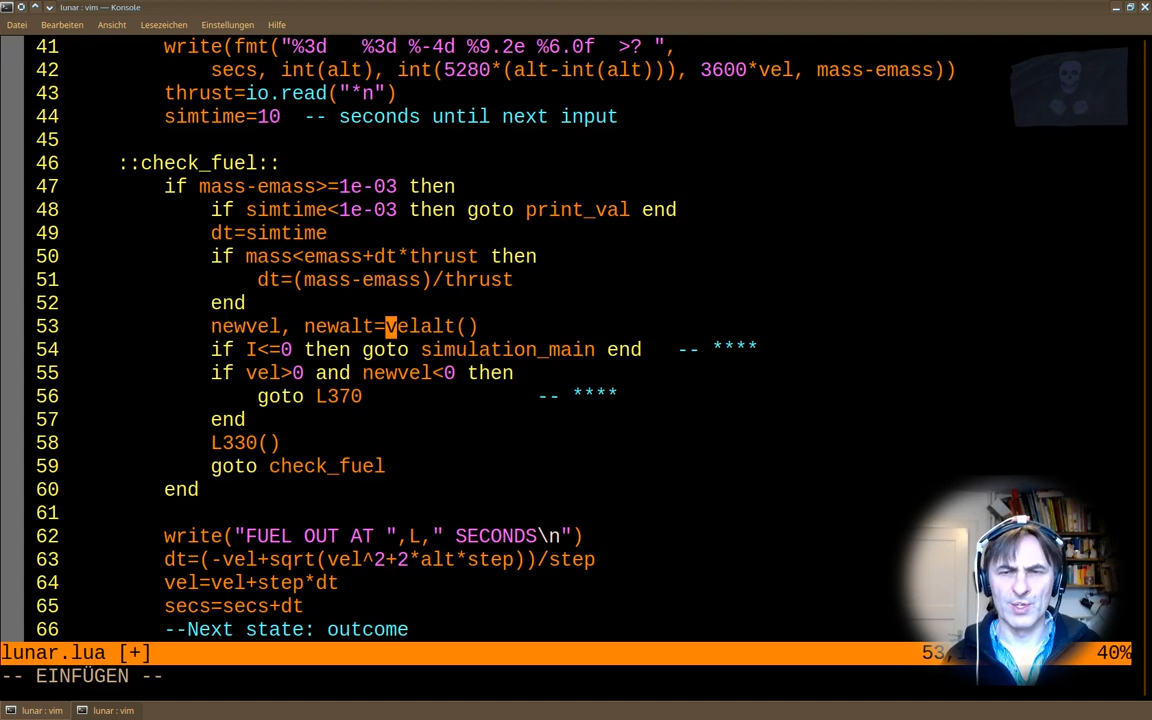 lunar : vim — Konsole
Datei Bearbeiten Ansicht Lesezeichen Einstellungen Hilfe
41 write(fmt("%3d   %3d %-4d %9.2e %6.0f  >? ",
42 secs, int(alt), int(5280*(alt-int(alt))), 3600*vel, mass-emass))
43 thrust=io.read("*n")
44 simtime=10  -- seconds until next input
45
46 ::check_fuel::
47 if mass-emass>=1e-03 then
48 if simtime<1e-03 then goto print_val end
49 dt=simtime
50 if mass<emass+dt*thrust then
51 dt=(mass-emass)/thrust
52 end
53 newvel, newalt=velalt()
54 if I<=0 then goto simulation_main end   -- ****
55 if vel>0 and newvel<0 then
56 goto L370               -- ****
57 end
58 L330()
59 goto check_fuel
60 end
61
62 write("FUEL OUT AT ",L," SECONDS\n")
63 dt=(-vel+sqrt(vel^2+2*alt*step))/step
64 vel=vel+step*dt
65 secs=secs+dt
66 --Next state: outcome
lunar.lua [+] 53, 40%
-- EINFÜGEN --
lunar : vim lunar : vim